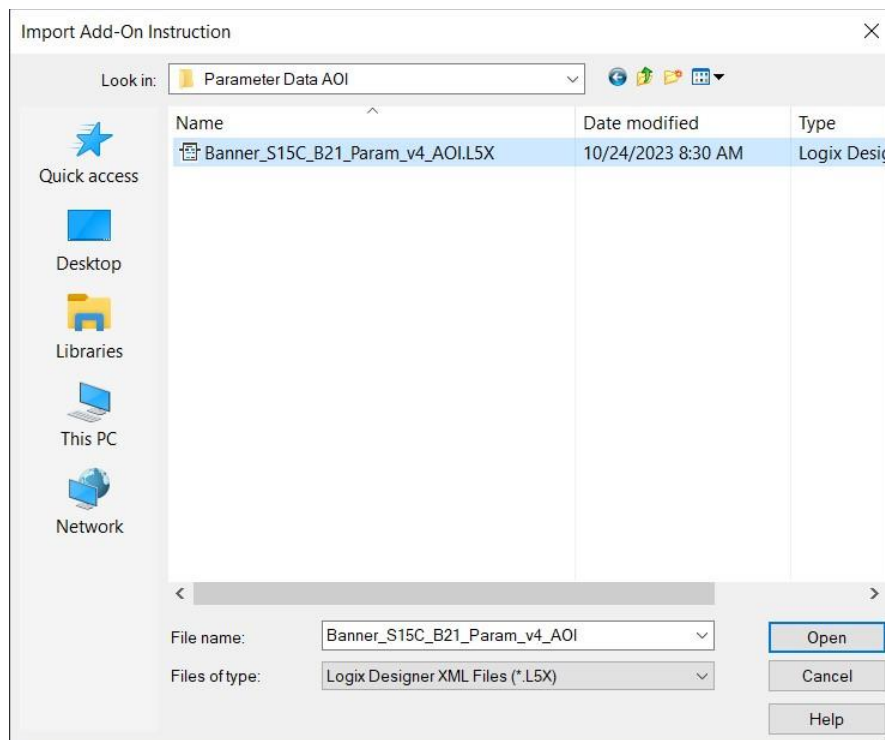 Import Add-On Instruction
Look in: Parameter Data AOI
Name Date modified Type
Banner_S15C_B21_Param_v4_AOI.L5X 10/24/2023 8:30 AM Logix Desig
Quick access
Desktop
Libraries
This PC
Network
File name: Banner_S15C_B21_Param_v4_AOI Open
Files of type: Logix Designer XML Files (*.L5X) Cancel
Help